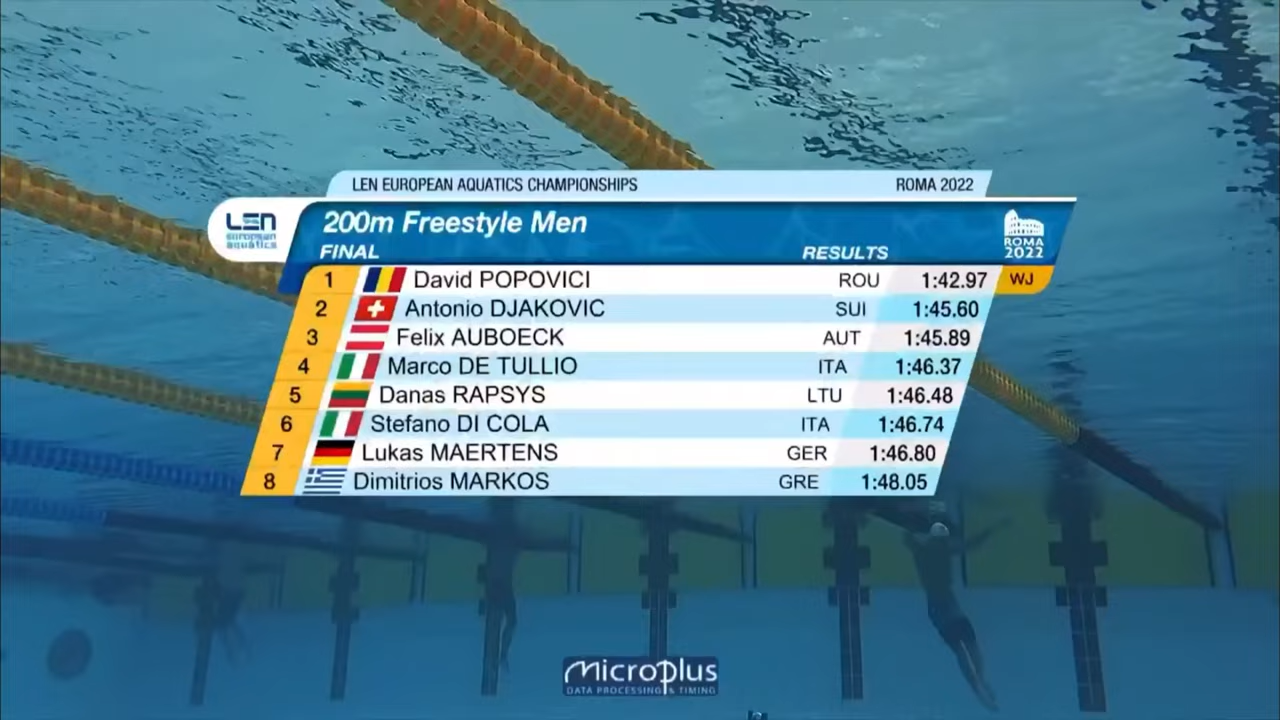 LEN EUROPEAN AQUATICS CHAMPIONSHIPS ROMA 2022
LEN
european
aquatics
200m Freestyle Men
FINAL RESULTS
ROMA
2022
1 David POPOVICI ROU 1:42.97 WJ
2 Antonio DJAKOVIC SUI 1:45.60
3 Felix AUBOECK AUT 1:45.89
4 Marco DE TULLIO ITA 1:46.37
5 Danas RAPSYS LTU 1:46.48
6 Stefano DI COLA ITA 1:46.74
7 Lukas MAERTENS GER 1:46.80
8 Dimitrios MARKOS GRE 1:48.05
Microplus
DATA PROCESSING & TIMING